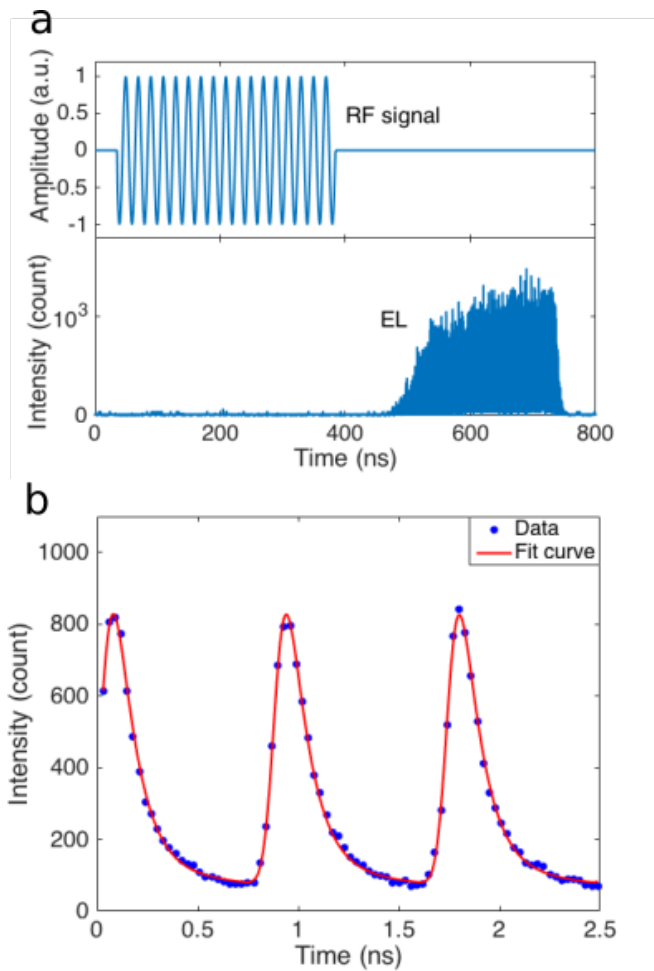 a
Amplitude (a.u.)
1
0.5
0
-0.5
-1
RF signal
Intensity (count)
10³
0
EL
0 200 400 600 800
Time (ns)
b
Intensity (count)
1000
800
600
400
200
0
Data
Fit curve
0 0.5 1 1.5 2 2.5
Time (ns)